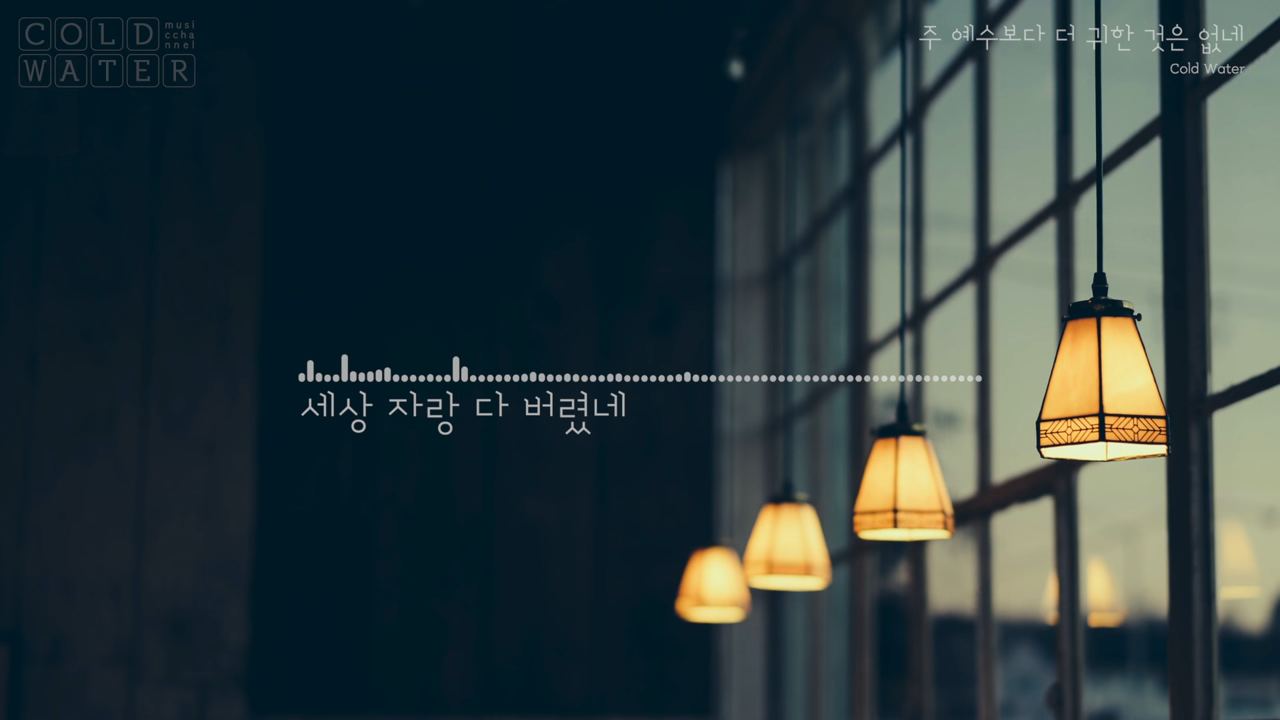 COLD
musi
ccha
nnel
WATER
주 예수보다 더 귀한 것은 없네
Cold Water
세상 자랑 다 버렸네